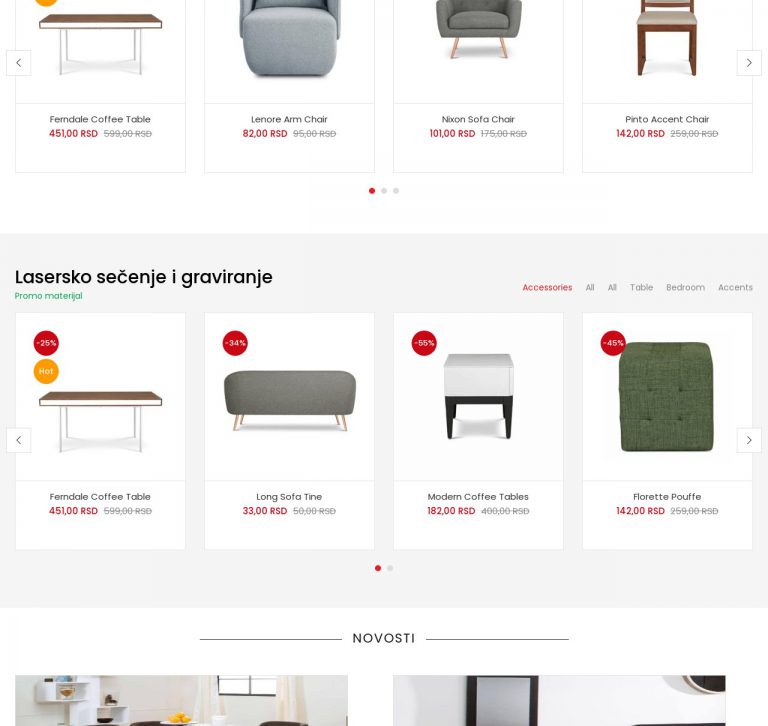 Ferndale Coffee Table
451,00 RSD 599,00 RSD
Lenore Arm Chair
82,00 RSD 95,00 RSD
Nixon Sofa Chair
101,00 RSD 175,00 RSD
Pinto Accent Chair
142,00 RSD 259,00 RSD
Lasersko sečenje i graviranje
Promo materijal
Accessories All All Table Bedroom Accents
-25%
Hot
-34%
-55%
-45%
Ferndale Coffee Table
451,00 RSD 599,00 RSD
Long Sofa Tine
33,00 RSD 50,00 RSD
Modern Coffee Tables
182,00 RSD 400,00 RSD
Florette Pouffe
142,00 RSD 259,00 RSD
NOVOSTI